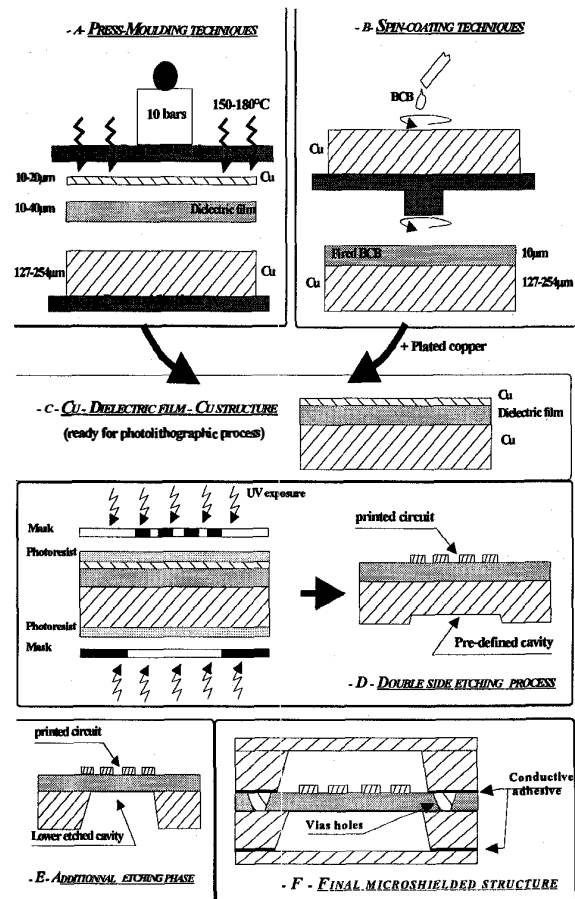 - A- PRESS-MOULDING TECHNIQUES
10 bars
150-180°C
10-20µm
Cu
10-40µm
Dielectric film
127-254µm
Cu
- B- SPIN-COATING TECHNIQUES
BCB
Cu
Fired BCB
10µm
Cu
127-254µm
+ Plated copper
- C - CU - DIELECTRIC FILM - CU STRUCTURE
(ready for photolithographic process)
Cu
Dielectric film
Cu
UV exposure
Mask
Photoresist
Photoresist
Mask
printed circuit
Pre-defined cavity
- D - DOUBLE SIDE ETCHING PROCESS
printed circuit
Lower etched cavity
- E - ADDITIONNAL ETCHING PHASE
Conductive
adhesive
Vias holes
- F - FINAL MICROSHIELDED STRUCTURE